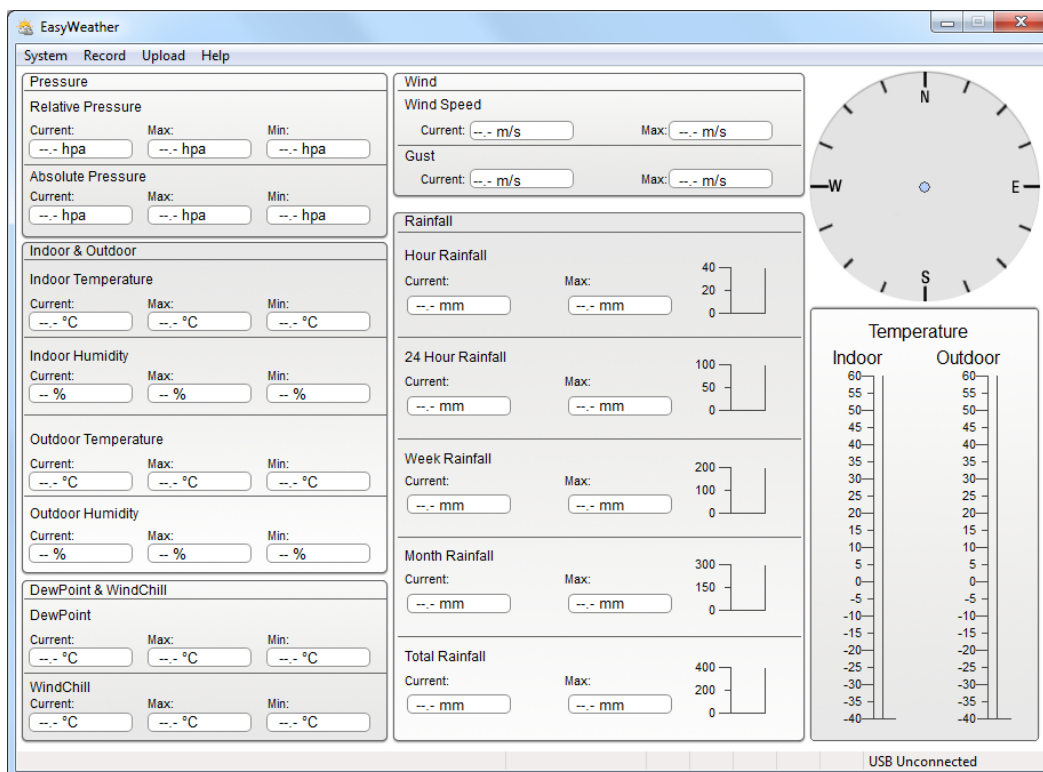 EasyWeather
System Record Upload Help
Pressure
Relative Pressure
Current: Max: Min:
--.- hpa --.- hpa --.- hpa
Absolute Pressure
Current: Max: Min:
--.- hpa --.- hpa --.- hpa
Indoor & Outdoor
Indoor Temperature
Current: Max: Min:
--.- °C --.- °C --.- °C
Indoor Humidity
Current: Max: Min:
-- % -- % -- %
Outdoor Temperature
Current: Max: Min:
--.- °C --.- °C --.- °C
Outdoor Humidity
Current: Max: Min:
-- % -- % -- %
DewPoint & WindChill
DewPoint
Current: Max: Min:
--.- °C --.- °C --.- °C
WindChill
Current: Max: Min:
--.- °C --.- °C --.- °C
Wind
Wind Speed
Current: --.- m/s Max: --.- m/s
Gust
Current: --.- m/s Max: --.- m/s
Rainfall
Hour Rainfall
Current: Max:
--.- mm --.- mm
40
20
0
24 Hour Rainfall
Current: Max:
--.- mm --.- mm
100
50
0
Week Rainfall
Current: Max:
--.- mm --.- mm
200
100
0
Month Rainfall
Current: Max:
--.- mm --.- mm
300
150
0
Total Rainfall
Current: Max:
--.- mm --.- mm
400
200
0
N
W E
S
Temperature
Indoor Outdoor
60 60
55 55
50 50
45 45
40 40
35 35
30 30
25 25
20 20
15 15
10 10
5 5
0 0
-5 -5
-10 -10
-15 -15
-20 -20
-25 -25
-30 -30
-35 -35
-40 -40
USB Unconnected